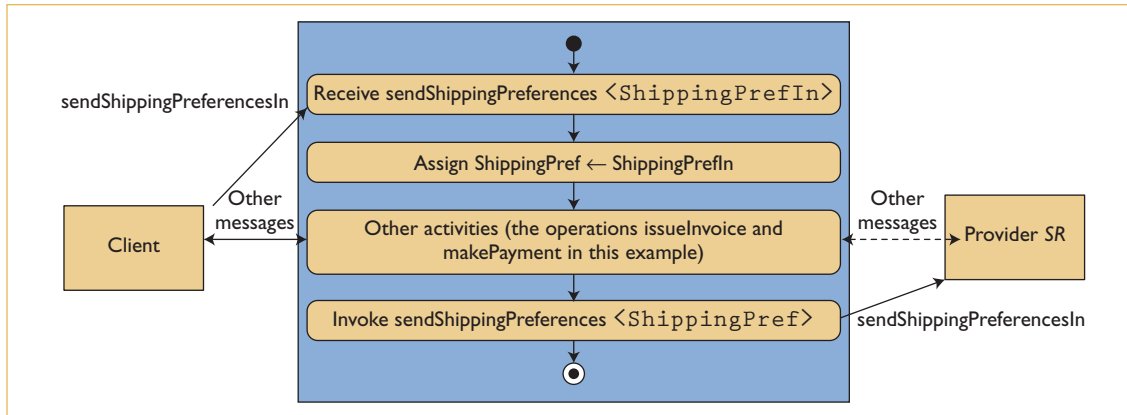 sendShippingPreferencesIn
Receive sendShippingPreferences <ShippingPrefIn>
Assign ShippingPref ← ShippingPrefIn
Other
messages
Client
Other activities (the operations issueInvoice and
makePayment in this example)
Other
messages
Provider SR
Invoke sendShippingPreferences <ShippingPref>
sendShippingPreferencesIn